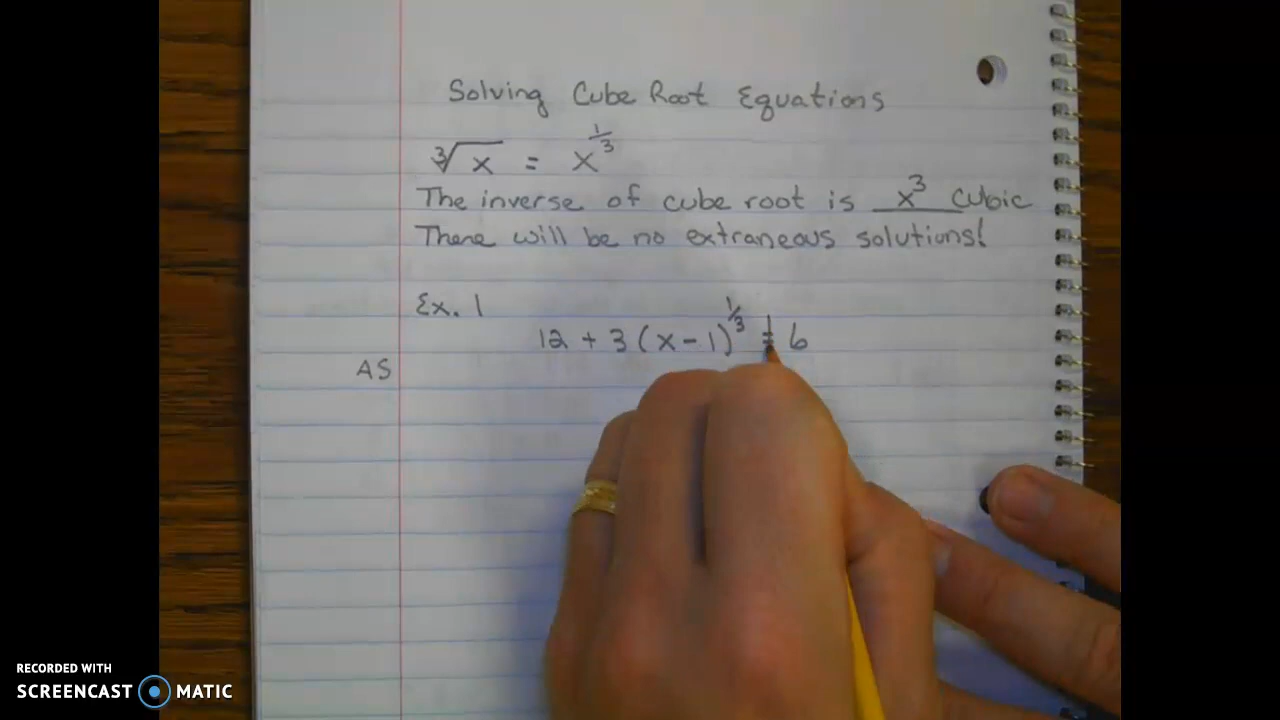 Solving Cube Root Equations
∛x = x^(1/3)
The inverse of cube root is x³ cubic
There will be no extraneous solutions!
Ex. 1
12 + 3(x-1)^(1/3) = 6
AS
RECORDED WITH
SCREENCAST MATIC